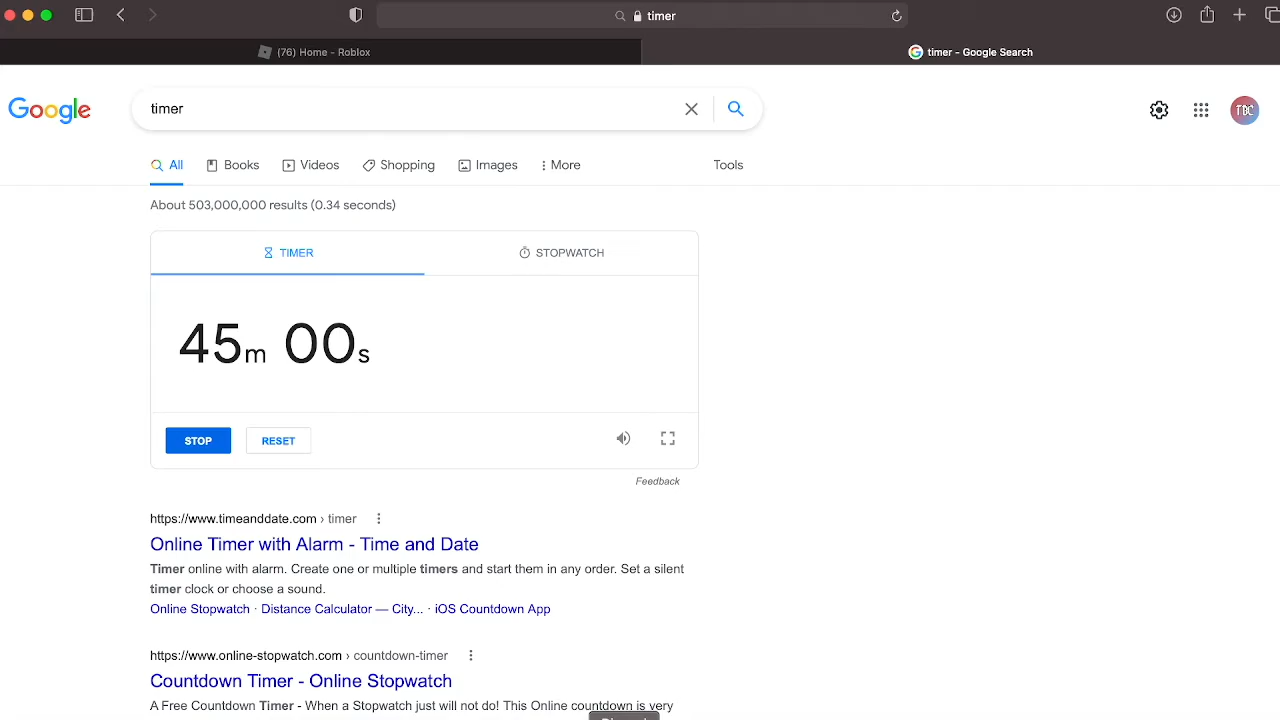 timer
(76) Home - Roblox
timer - Google Search
Google
timer
TBC
All Books Videos Shopping Images More Tools
About 503,000,000 results (0.34 seconds)
TIMER STOPWATCH
45m 00s
STOP RESET
Feedback
https://www.timeanddate.com › timer
Online Timer with Alarm - Time and Date
Timer online with alarm. Create one or multiple timers and start them in any order. Set a silent
timer clock or choose a sound.
Online Stopwatch · Distance Calculator — City... · iOS Countdown App
https://www.online-stopwatch.com › countdown-timer
Countdown Timer - Online Stopwatch
A Free Countdown Timer - When a Stopwatch just will not do! This Online countdown is very